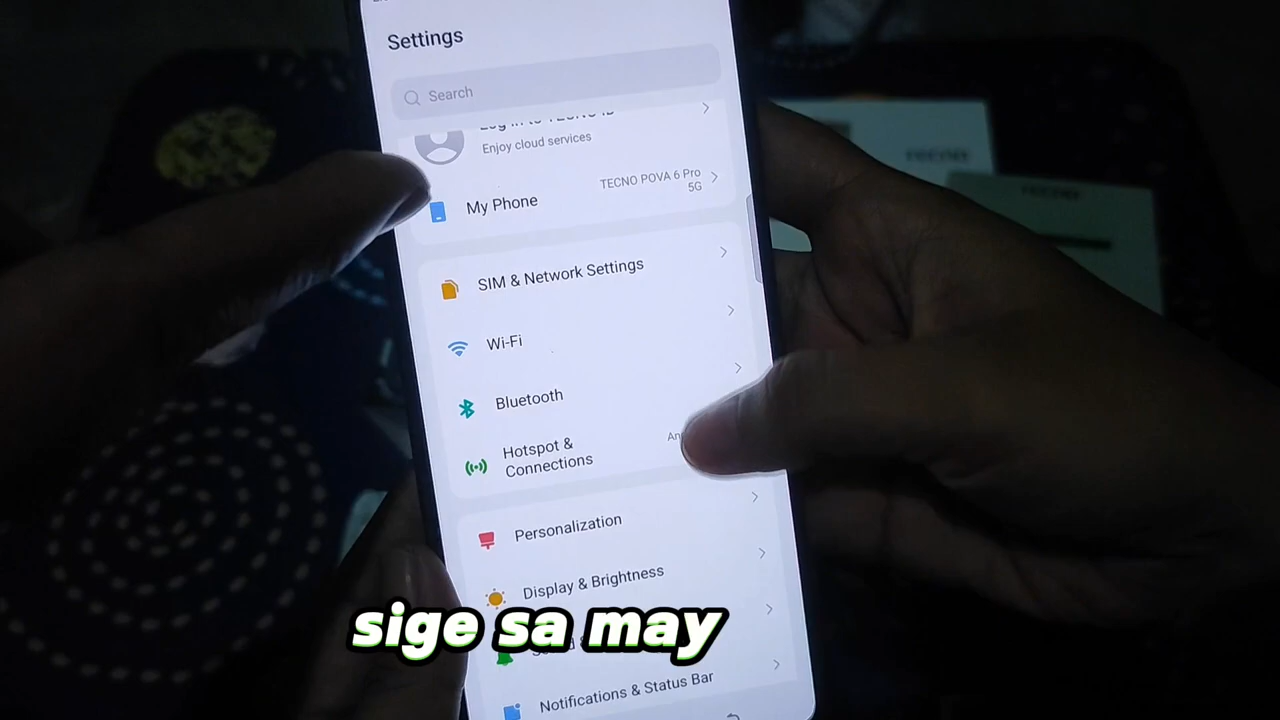 Settings
Search
Enjoy cloud services
My Phone
TECNO POVA 6 Pro
5G
SIM & Network Settings
Wi-Fi
Bluetooth
Hotspot &
Connections
Personalization
Display & Brightness
sige sa may
Notifications & Status Bar